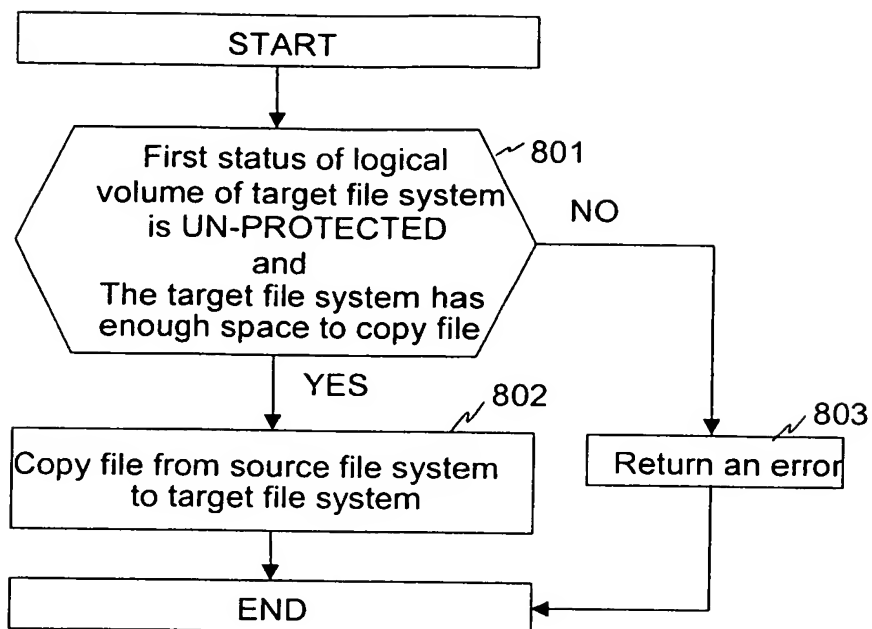 START
801
First status of logical
volume of target file system
is UN-PROTECTED
and
The target file system has
enough space to copy file
NO
YES
802
Copy file from source file system
to target file system
803
Return an error
END